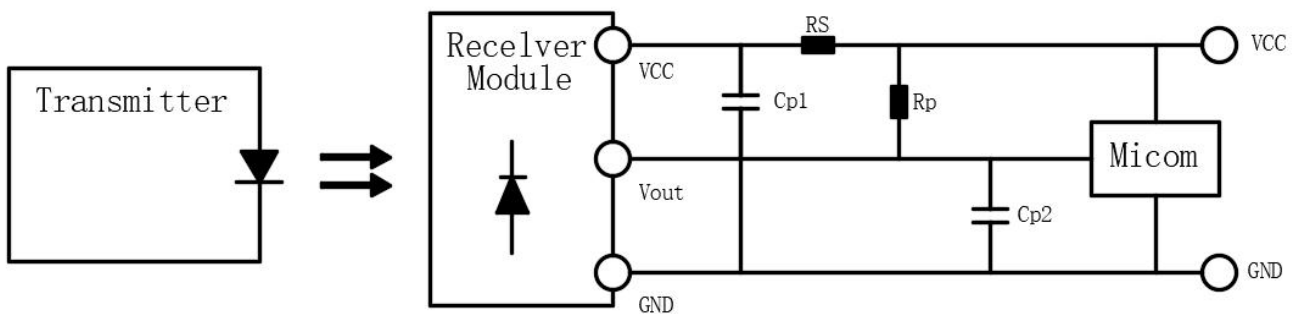 Transmitter
Recelver
Module
VCC
Vout
GND
RS
Cp1
Rp
Cp2
Micom
VCC
GND